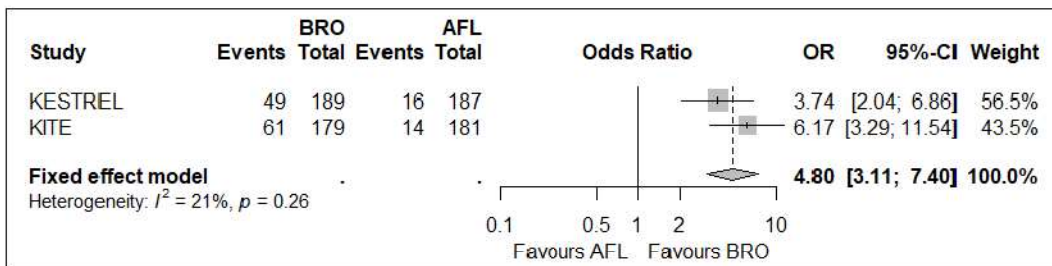 BRO AFL
Study Events Total Events Total Odds Ratio OR 95%-CI Weight
KESTREL 49 189 16 187 3.74 [2.04; 6.86] 56.5%
KITE 61 179 14 181 6.17 [3.29; 11.54] 43.5%
Fixed effect model . . 4.80 [3.11; 7.40] 100.0%
Heterogeneity: I² = 21%, p = 0.26
0.1 0.5 1 2 10
Favours AFL Favours BRO